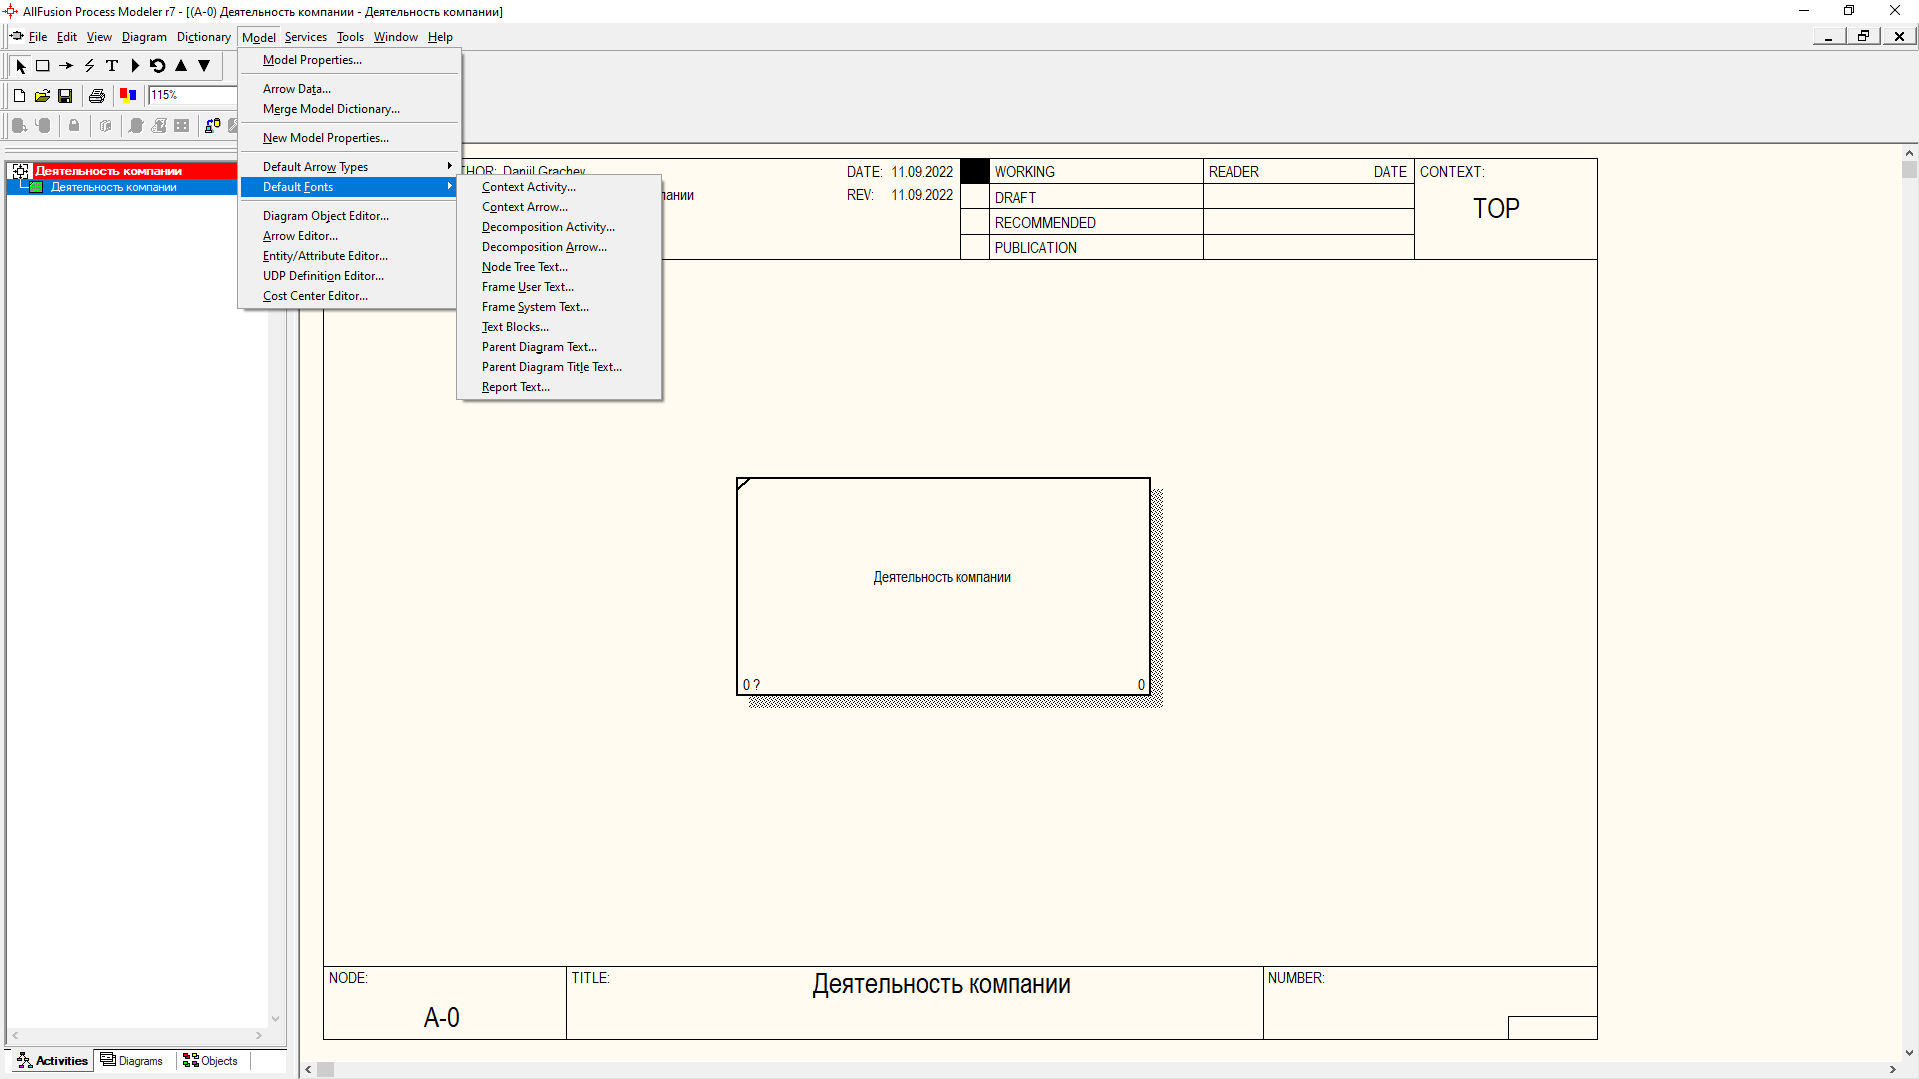 AllFusion Process Modeler r7 - [(A-0) Деятельность компании - Деятельность компании]
File Edit View Diagram Dictionary Model Services Tools Window Help
115%
Model Properties...
Arrow Data...
Merge Model Dictionary...
New Model Properties...
Default Arrow Types
Default Fonts
Diagram Object Editor...
Arrow Editor...
Entity/Attribute Editor...
UDP Definition Editor...
Cost Center Editor...
Context Activity...
Context Arrow...
Decomposition Activity...
Decomposition Arrow...
Node Tree Text...
Frame User Text...
Frame System Text...
Text Blocks...
Parent Diagram Text...
Parent Diagram Title Text...
Report Text...
Деятельность компании
Деятельность компании
HOR: Daniil Grachev
пании
DATE: 11.09.2022
REV: 11.09.2022
WORKING
DRAFT
RECOMMENDED
PUBLICATION
READER DATE
CONTEXT:
TOP
Деятельность компании
0 ? 0
NODE:
A-0
TITLE:
Деятельность компании
NUMBER:
Activities Diagrams Objects